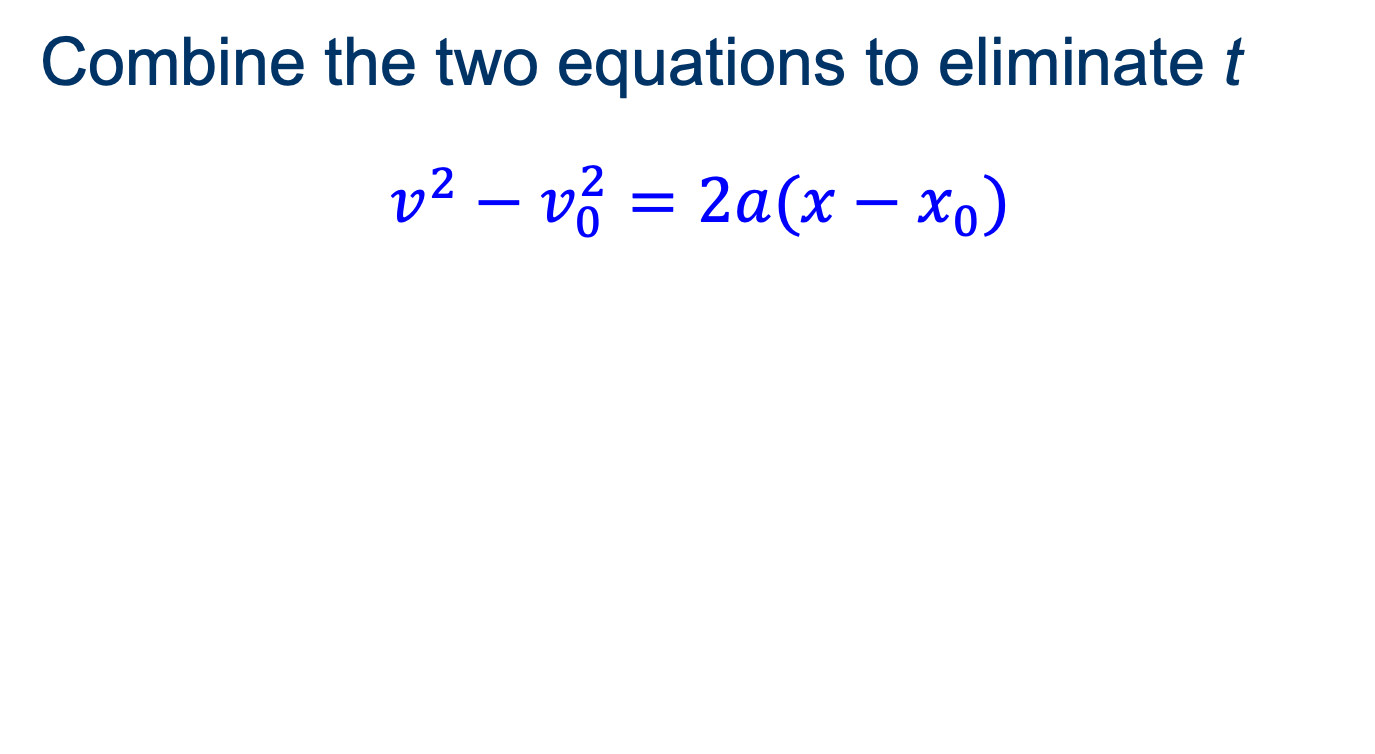 Combine the two equations to eliminate t
v² − v₀² = 2a(x − x₀)